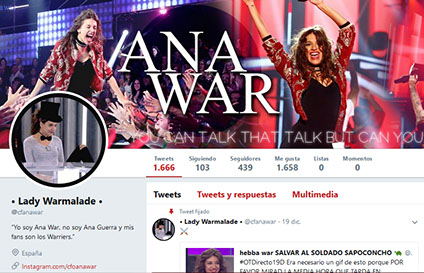 /ANA
WAR
YOU CAN TALK THAT TALK BUT CAN YOU
Tweets
Siguiendo
Seguidores
Me gusta
Listas
Momentos
1.666
103
439
1.658
0
0
• Lady Warmalade •
@cfanawar
"Yo soy Ana War, no soy Ana Guerra y mis
fans son los Warriers."
España
Instagram.com/cfoanawar
Tweets
Tweets y respuestas
Multimedia
Tweet fijado
• Lady Warmalade • @cfanawar · 19 dic.
hebba war SALVAR AL SOLDADO SAPOCONCHO
#OTDirecto19D Era necesario un gif de esto porque POR
FAVOR MIRAD LA MEDIA HORA QUE TARDA EN